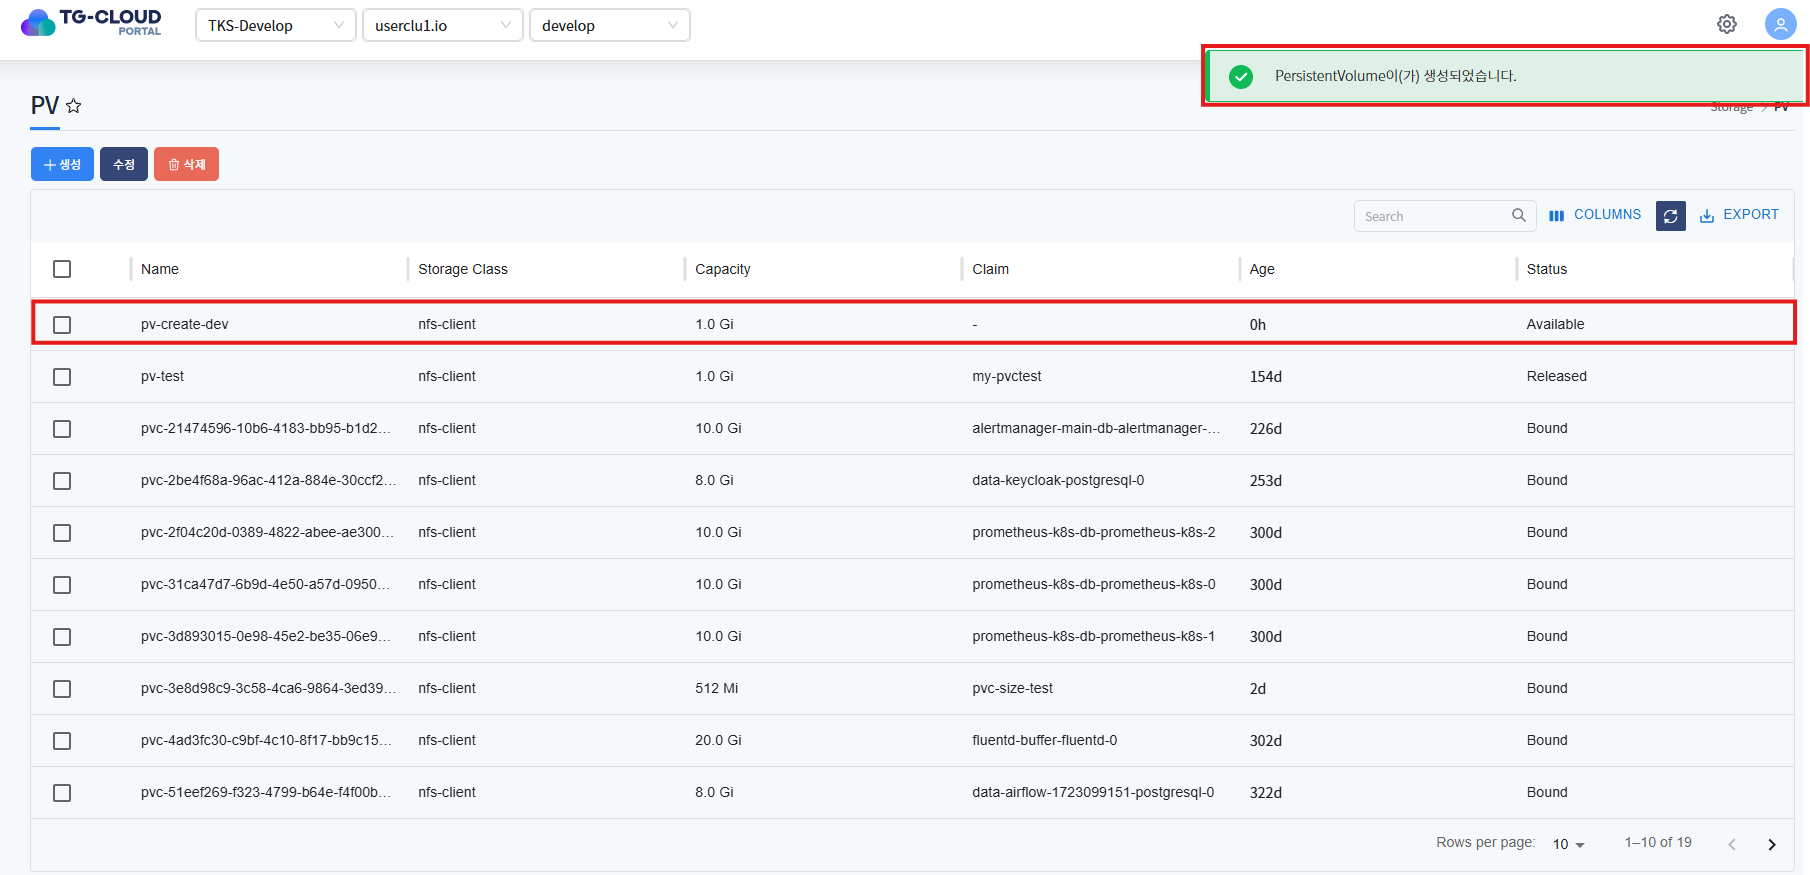 TG-CLOUD
PORTAL
TKS-Develop
userclu1.io
develop
PersistentVolume이(가) 생성되었습니다.
PV
Storage > PV
+ 생성
수정
삭제
Search
COLUMNS
EXPORT
Name Storage Class Capacity Claim Age Status
pv-create-dev nfs-client 1.0 Gi - 0h Available
pv-test nfs-client 1.0 Gi my-pvctest 154d Released
pvc-21474596-10b6-4183-bb95-b1d2... nfs-client 10.0 Gi alertmanager-main-db-alertmanager-... 226d Bound
pvc-2be4f68a-96ac-412a-884e-30ccf2... nfs-client 8.0 Gi data-keycloak-postgresql-0 253d Bound
pvc-2f04c20d-0389-4822-abee-ae300... nfs-client 10.0 Gi prometheus-k8s-db-prometheus-k8s-2 300d Bound
pvc-31ca47d7-6b9d-4e50-a57d-0950... nfs-client 10.0 Gi prometheus-k8s-db-prometheus-k8s-0 300d Bound
pvc-3d893015-0e98-45e2-be35-06e9... nfs-client 10.0 Gi prometheus-k8s-db-prometheus-k8s-1 300d Bound
pvc-3e8d98c9-3c58-4ca6-9864-3ed39... nfs-client 512 Mi pvc-size-test 2d Bound
pvc-4ad3fc30-c9bf-4c10-8f17-bb9c15... nfs-client 20.0 Gi fluentd-buffer-fluentd-0 302d Bound
pvc-51eef269-f323-4799-b64e-f4f00b... nfs-client 8.0 Gi data-airflow-1723099151-postgresql-0 322d Bound
Rows per page: 10 1–10 of 19